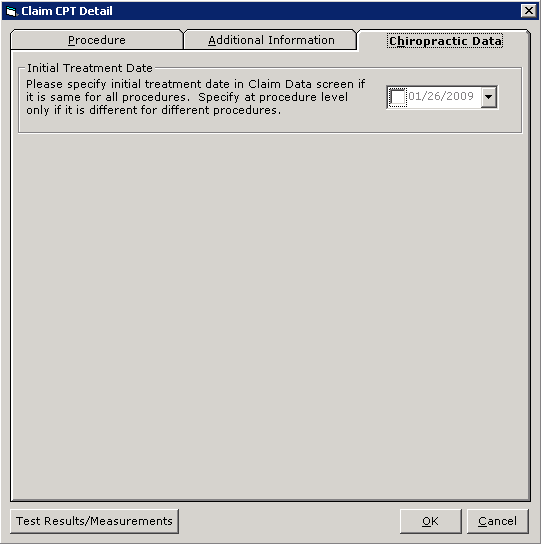 Claim CPT Detail
Procedure
Additional Information
Chiropractic Data
Initial Treatment Date
Please specify initial treatment date in Claim Data screen if
it is same for all procedures.  Specify at procedure level
only if it is different for different procedures.
01/26/2009
Test Results/Measurements
OK
Cancel